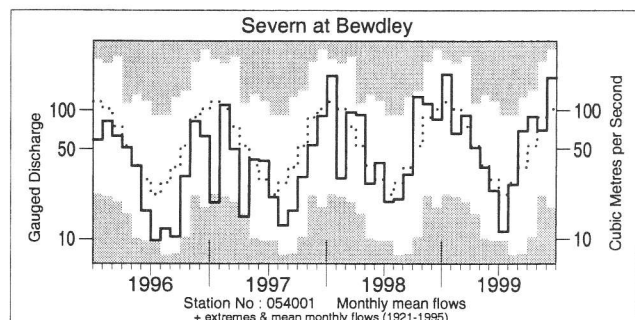 Severn at Bewdley
Gauged Discharge
100
50
10
100
50
10
Cubic Metres per Second
1996 1997 1998 1999
Station No : 054001 Monthly mean flows
+ extremes & mean monthly flows (1921-1995)